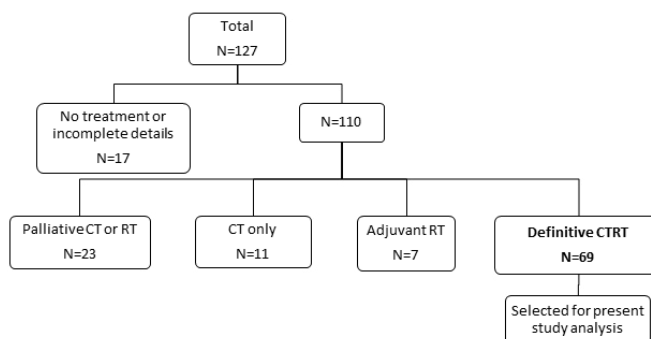 Total
N=127
No treatment or
incomplete details
N=17
N=110
Palliative CT or RT
N=23
CT only
N=11
Adjuvant RT
N=7
Definitive CTRT
N=69
Selected for present
study analysis